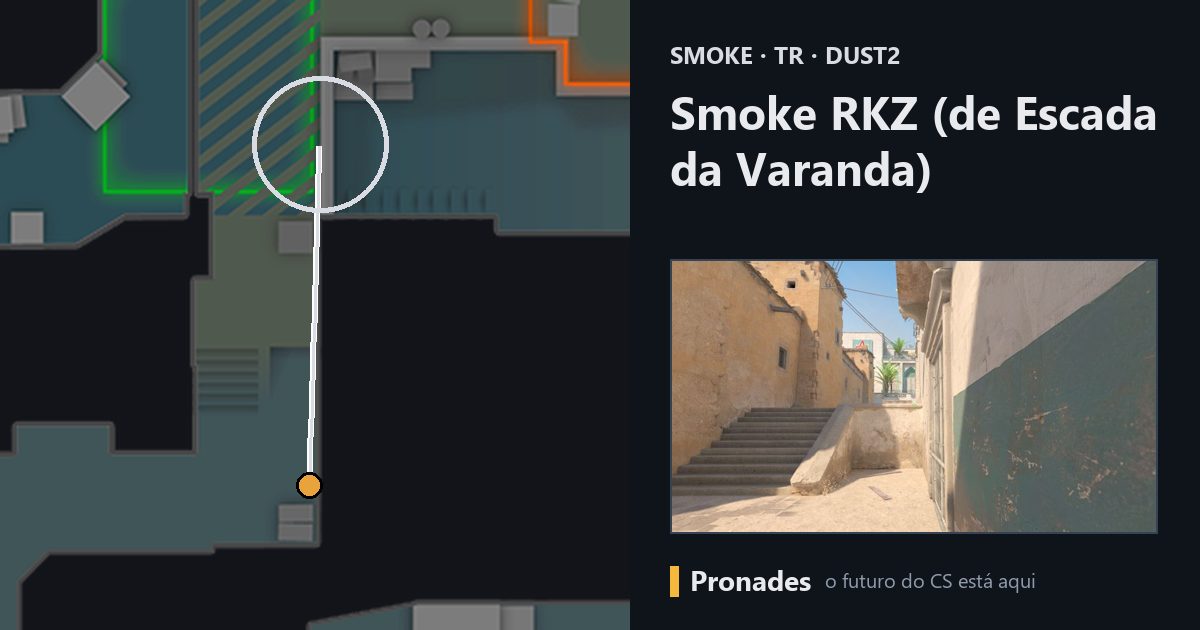 SMOKE · TR · DUST2
Smoke RKZ (de Escada
da Varanda)
Pronades o futuro do CS está aqui